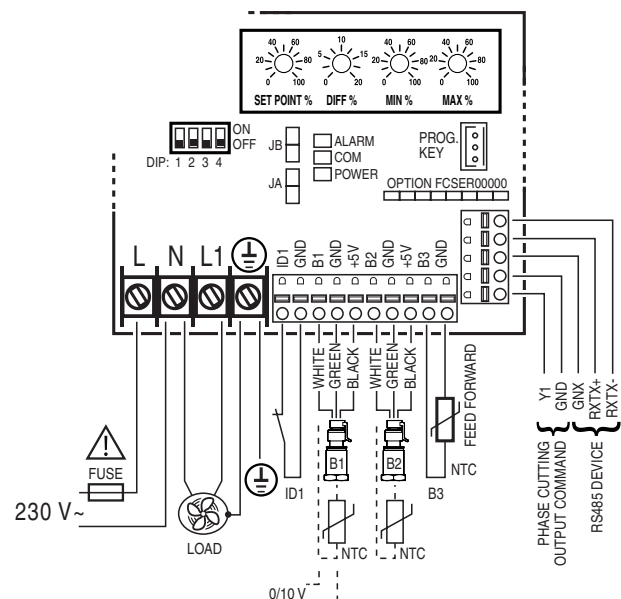 40 60
20 80
0 100
SET POINT %
10
5 15
0 20
DIFF %
40 60
20 80
0 100
MIN %
40 60
20 80
0 100
MAX %
ON
OFF
DIP: 1 2 3 4
JB
JA
ALARM
COM
POWER
PROG.
KEY
OPTION FCSER00000
L N L1
ID1
GND
B1
GND
+5V
B2
GND
+5V
B3
GND
WHITE
GREEN
BLACK
WHITE
GREEN
BLACK
FEED FORWARD
Y1
GND
GNX
RXTX+
RXTX-
PHASE CUTTING
OUTPUT COMMAND
RS485 DEVICE
FUSE
230 V~
LOAD
ID1
B1
B2
B3
NTC
NTC
NTC
0/10 V